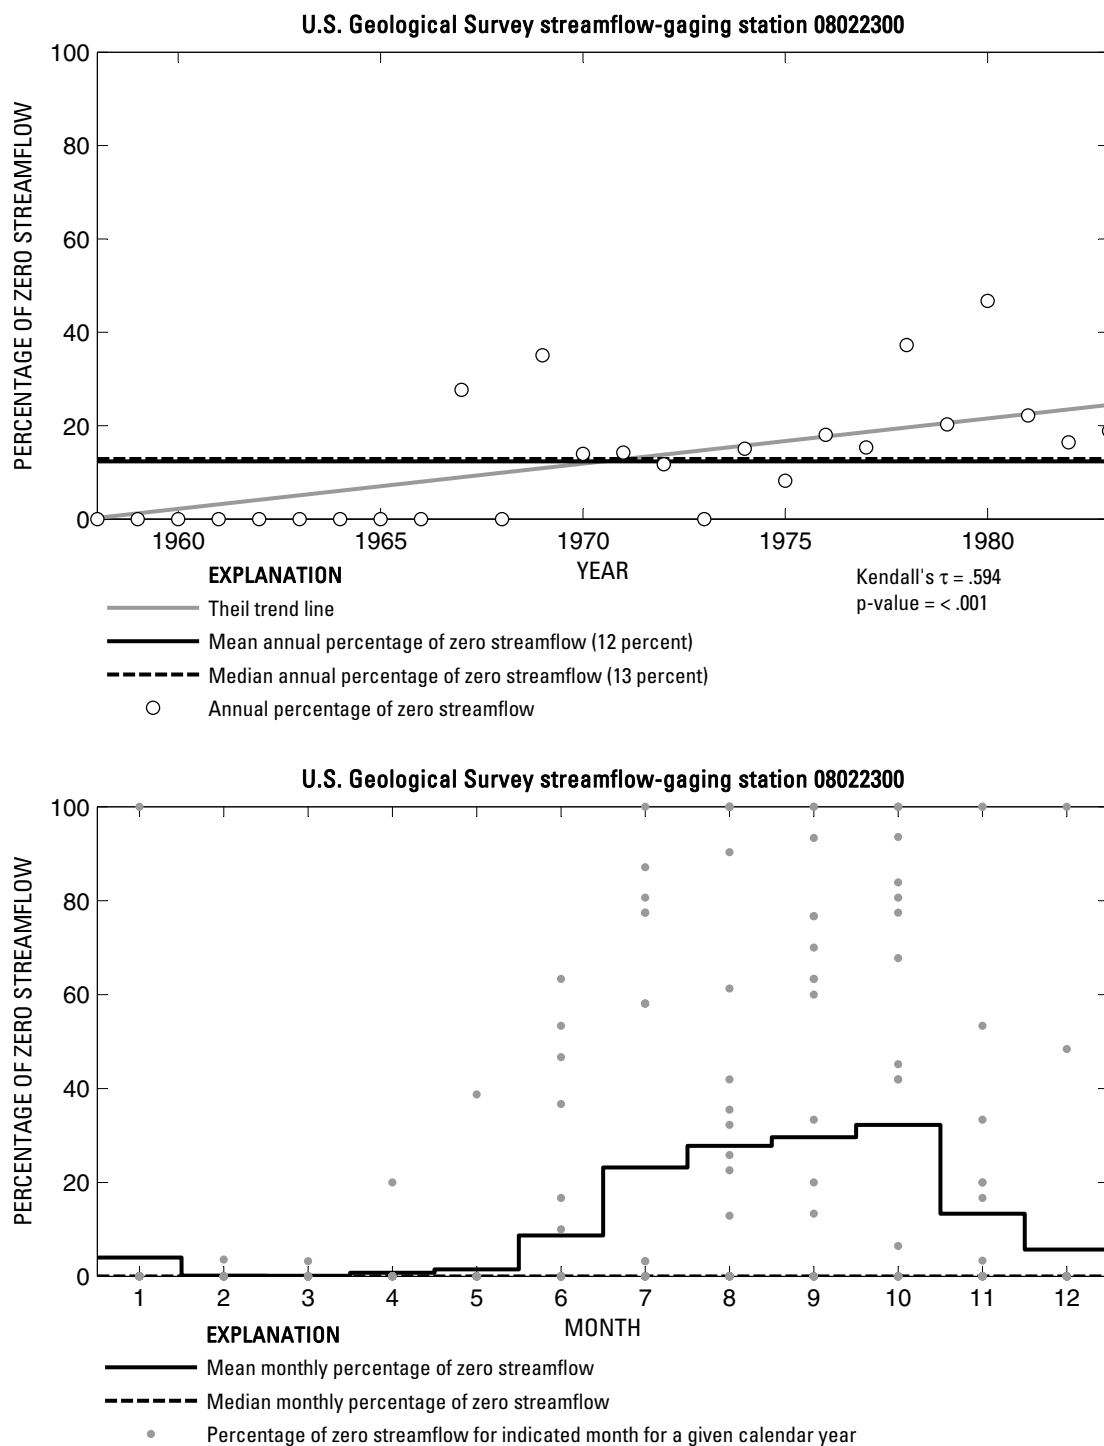 U.S. Geological Survey streamflow-gaging station 08022300
PERCENTAGE OF ZERO STREAMFLOW
100
80
60
40
20
0
1960 1965 1970 1975 1980
YEAR
EXPLANATION
Theil trend line
Mean annual percentage of zero streamflow (12 percent)
Median annual percentage of zero streamflow (13 percent)
Annual percentage of zero streamflow
Kendall's τ = .594
p-value = < .001
U.S. Geological Survey streamflow-gaging station 08022300
PERCENTAGE OF ZERO STREAMFLOW
100
80
60
40
20
0
1 2 3 4 5 6 7 8 9 10 11 12
MONTH
EXPLANATION
Mean monthly percentage of zero streamflow
Median monthly percentage of zero streamflow
Percentage of zero streamflow for indicated month for a given calendar year